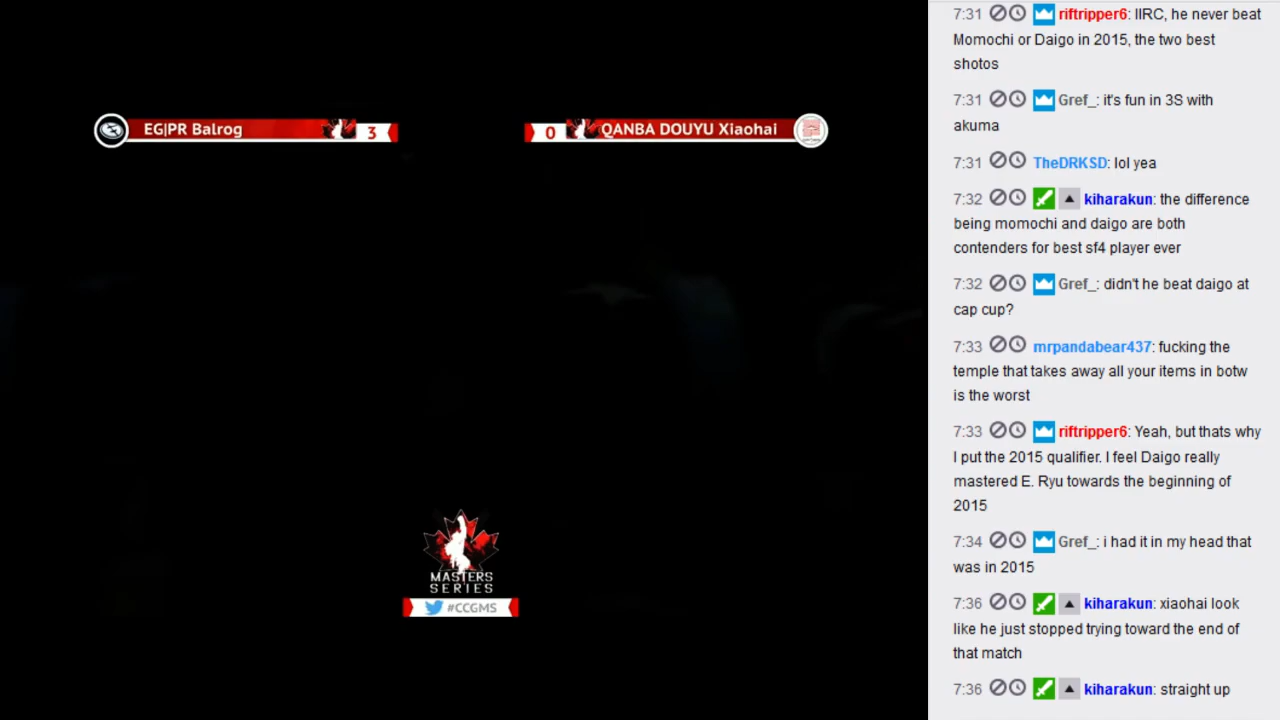 EG|PR Balrog 3
0 QANBA DOUYU Xiaohai
MASTERS
SERIES
#CCGMS
7:31 riftripper6: IIRC, he never beat
Momochi or Daigo in 2015, the two best
shotos
7:31 Gref_: it's fun in 3S with
akuma
7:31 TheDRKSD: lol yea
7:32 kiharakun: the difference
being momochi and daigo are both
contenders for best sf4 player ever
7:32 Gref_: didn't he beat daigo at
cap cup?
7:33 mrpandabear437: fucking the
temple that takes away all your items in botw
is the worst
7:33 riftripper6: Yeah, but thats why
I put the 2015 qualifier. I feel Daigo really
mastered E. Ryu towards the beginning of
2015
7:34 Gref_: i had it in my head that
was in 2015
7:36 kiharakun: xiaohai look
like he just stopped trying toward the end of
that match
7:36 kiharakun: straight up